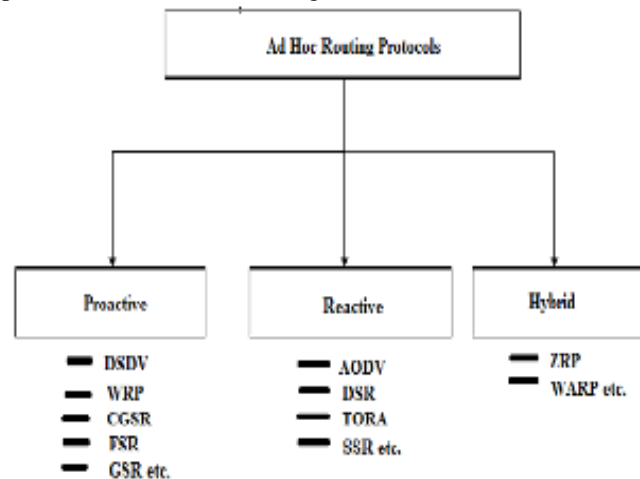 Ad Hoc Routing Protocols
Proactive
Reactive
Hybrid
DSDV
WRP
CGSR
FSR
GSR etc.
AODV
DSR
TORA
SSR etc.
ZRP
WARP etc.